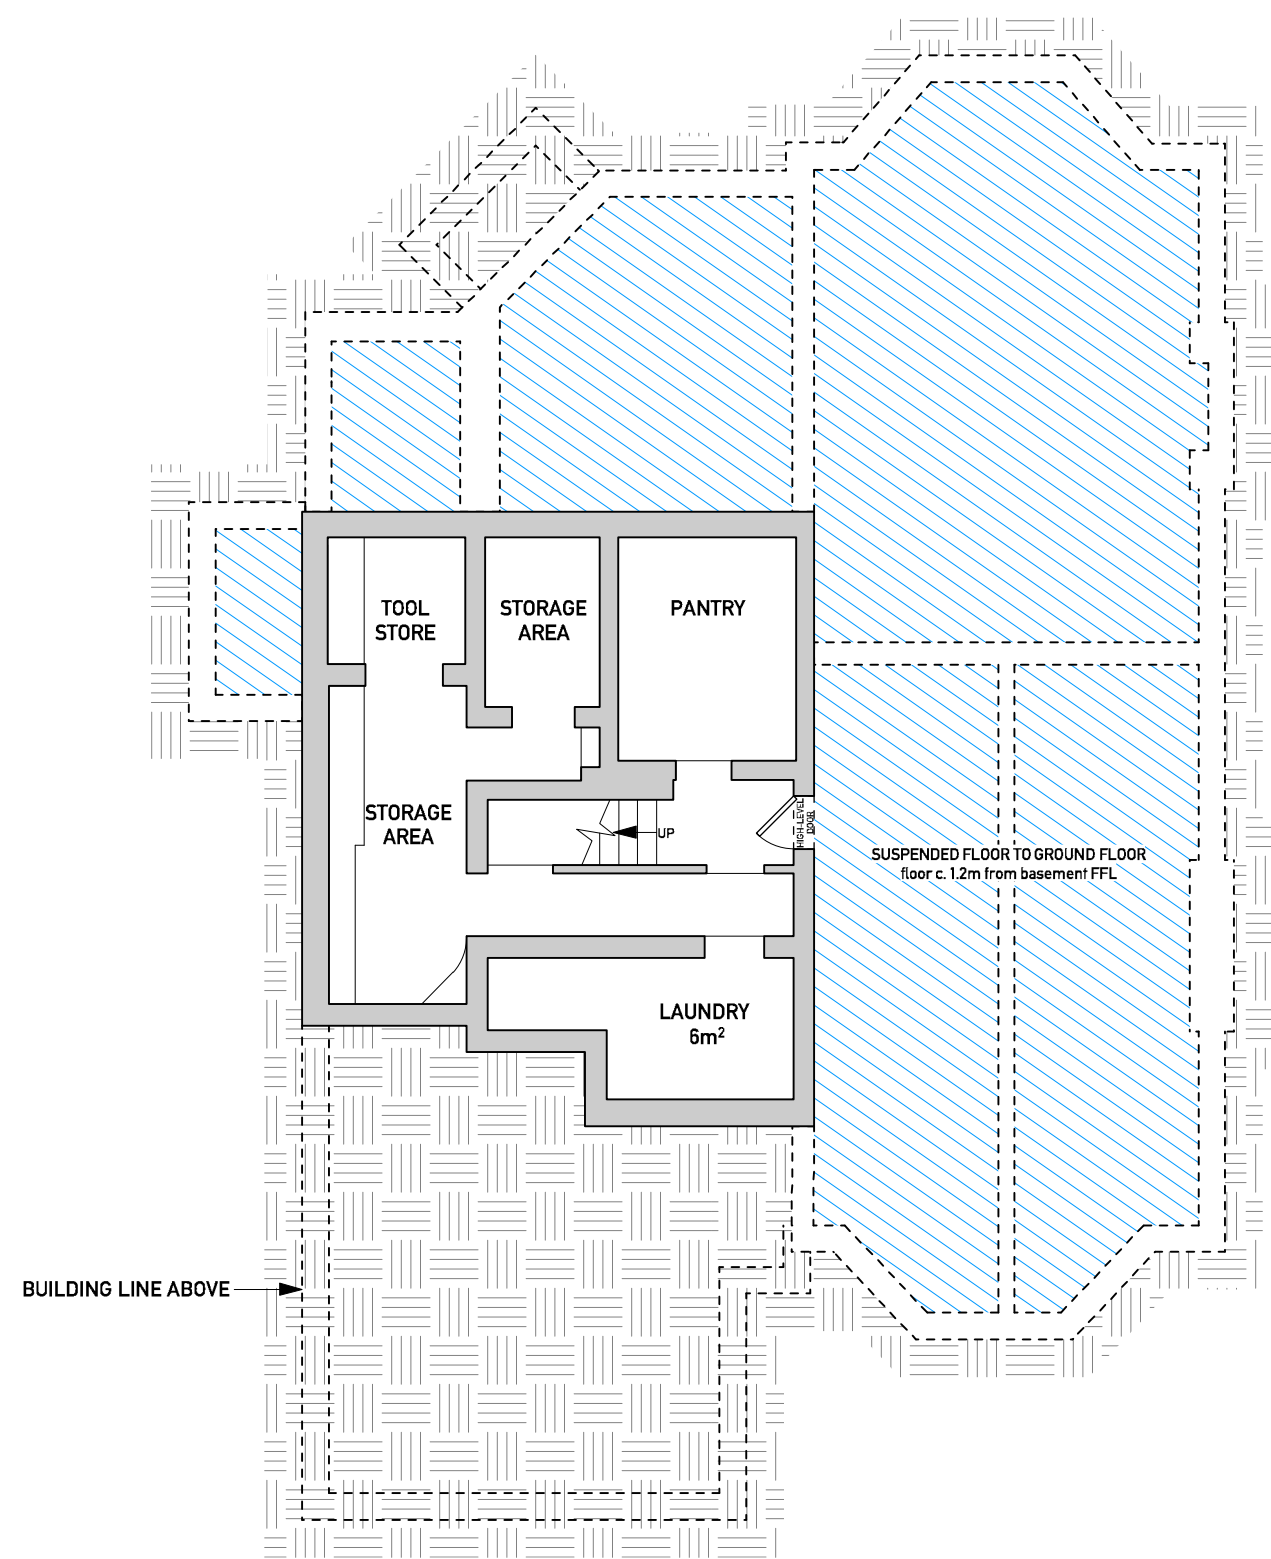 TOOL
STORE
STORAGE
AREA
PANTRY
STORAGE
AREA
UP
HIGH-LEVEL
DOOR
SUSPENDED FLOOR TO GROUND FLOOR
floor c. 1.2m from basement FFL
LAUNDRY
6m²
BUILDING LINE ABOVE